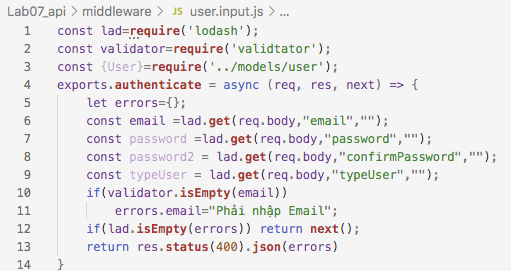 Lab07_api > middleware > JS user.input.js > ...
1 const lad=require('lodash');
2 const validator=require('validtator');
3 const {User}=require('../models/user');
4 exports.authenticate = async (req, res, next) => {
5 let errors={};
6 const email =lad.get(req.body,"email","");
7 const password =lad.get(req.body,"password","");
8 const password2 = lad.get(req.body,"confirmPassword","");
9 const typeUser = lad.get(req.body,"typeUser","");
10 if(validator.isEmpty(email))
11 errors.email="Phải nhập Email";
12 if(lad.isEmpty(errors)) return next();
13 return res.status(400).json(errors)
14 }